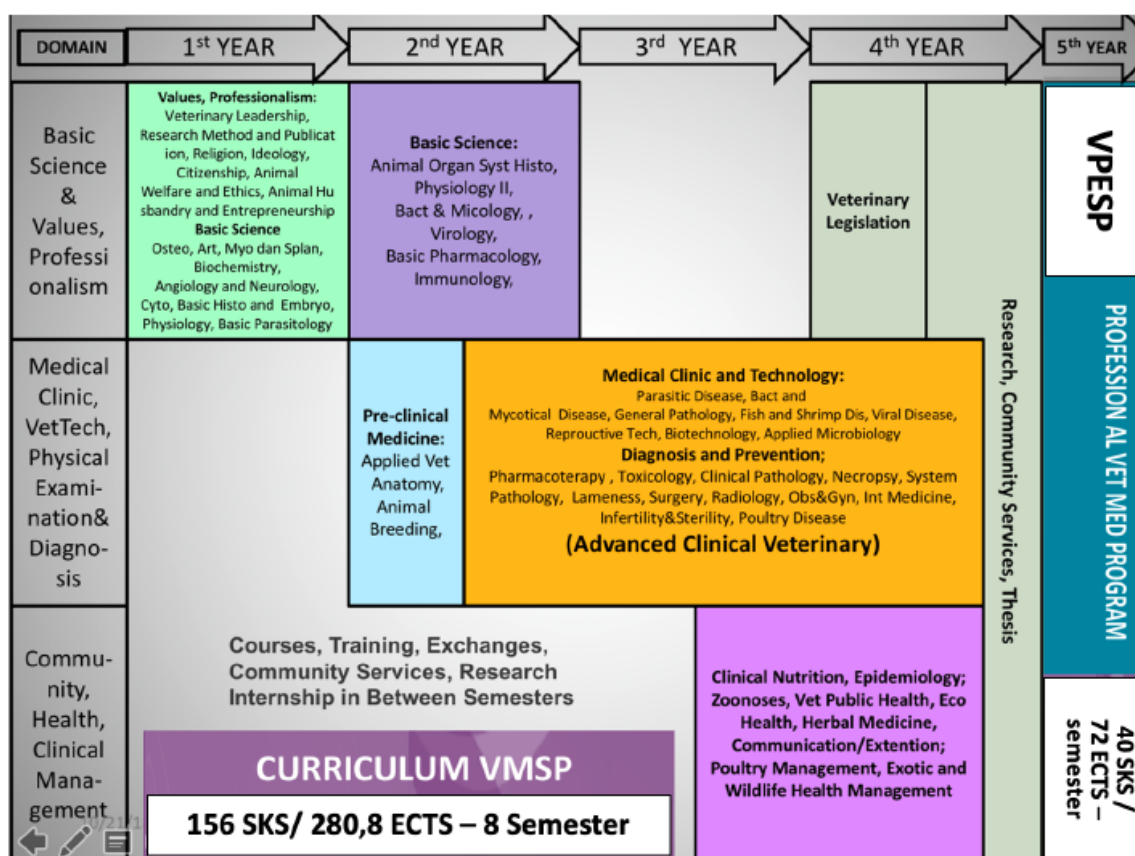 DOMAIN
1st YEAR
2nd YEAR
3rd YEAR
4th YEAR
5th YEAR
Basic
Science
&
Values,
Professi
onalism
Values, Professionalism:
Veterinary Leadership,
Research Method and Publicat
ion, Religion, Ideology,
Citizenship, Animal
Welfare and Ethics, Animal Hu
sbandry and Entrepreneurship
Basic Science
Osteo, Art, Myo dan Splan,
Biochemistry,
Angiology and Neurology,
Cyto, Basic Histo and Embryo,
Physiology, Basic Parasitology
Basic Science:
Animal Organ Syst Histo,
Physiology II,
Bact & Micology, ,
Virology,
Basic Pharmacology,
Immunology,
Veterinary
Legislation
Research, Community Services, Thesis
VPESP
PROFESSION AL VET MED PROGRAM
40 SKS /
72 ECTS –
semester
Medical
Clinic,
VetTech,
Physical
Exami-
nation&
Diagno-
sis
Pre-clinical
Medicine:
Applied Vet
Anatomy,
Animal
Breeding,
Medical Clinic and Technology:
Parasitic Disease, Bact and
Mycotical Disease, General Pathology, Fish and Shrimp Dis, Viral Disease,
Reprouctive Tech, Biotechnology, Applied Microbiology
Diagnosis and Prevention;
Pharmacoterapy , Toxicology, Clinical Pathology, Necropsy, System
Pathology, Lameness, Surgery, Radiology, Obs&Gyn, Int Medicine,
Infertility&Sterility, Poultry Disease
(Advanced Clinical Veterinary)
Commu-
nity,
Health,
Clinical
Mana-
gement
Courses, Training, Exchanges,
Community Services, Research
Internship in Between Semesters
CURRICULUM VMSP
156 SKS/ 280,8 ECTS – 8 Semester
Clinical Nutrition, Epidemiology;
Zoonoses, Vet Public Health, Eco
Health, Herbal Medicine,
Communication/Extention;
Poultry Management, Exotic and
Wildlife Health Management